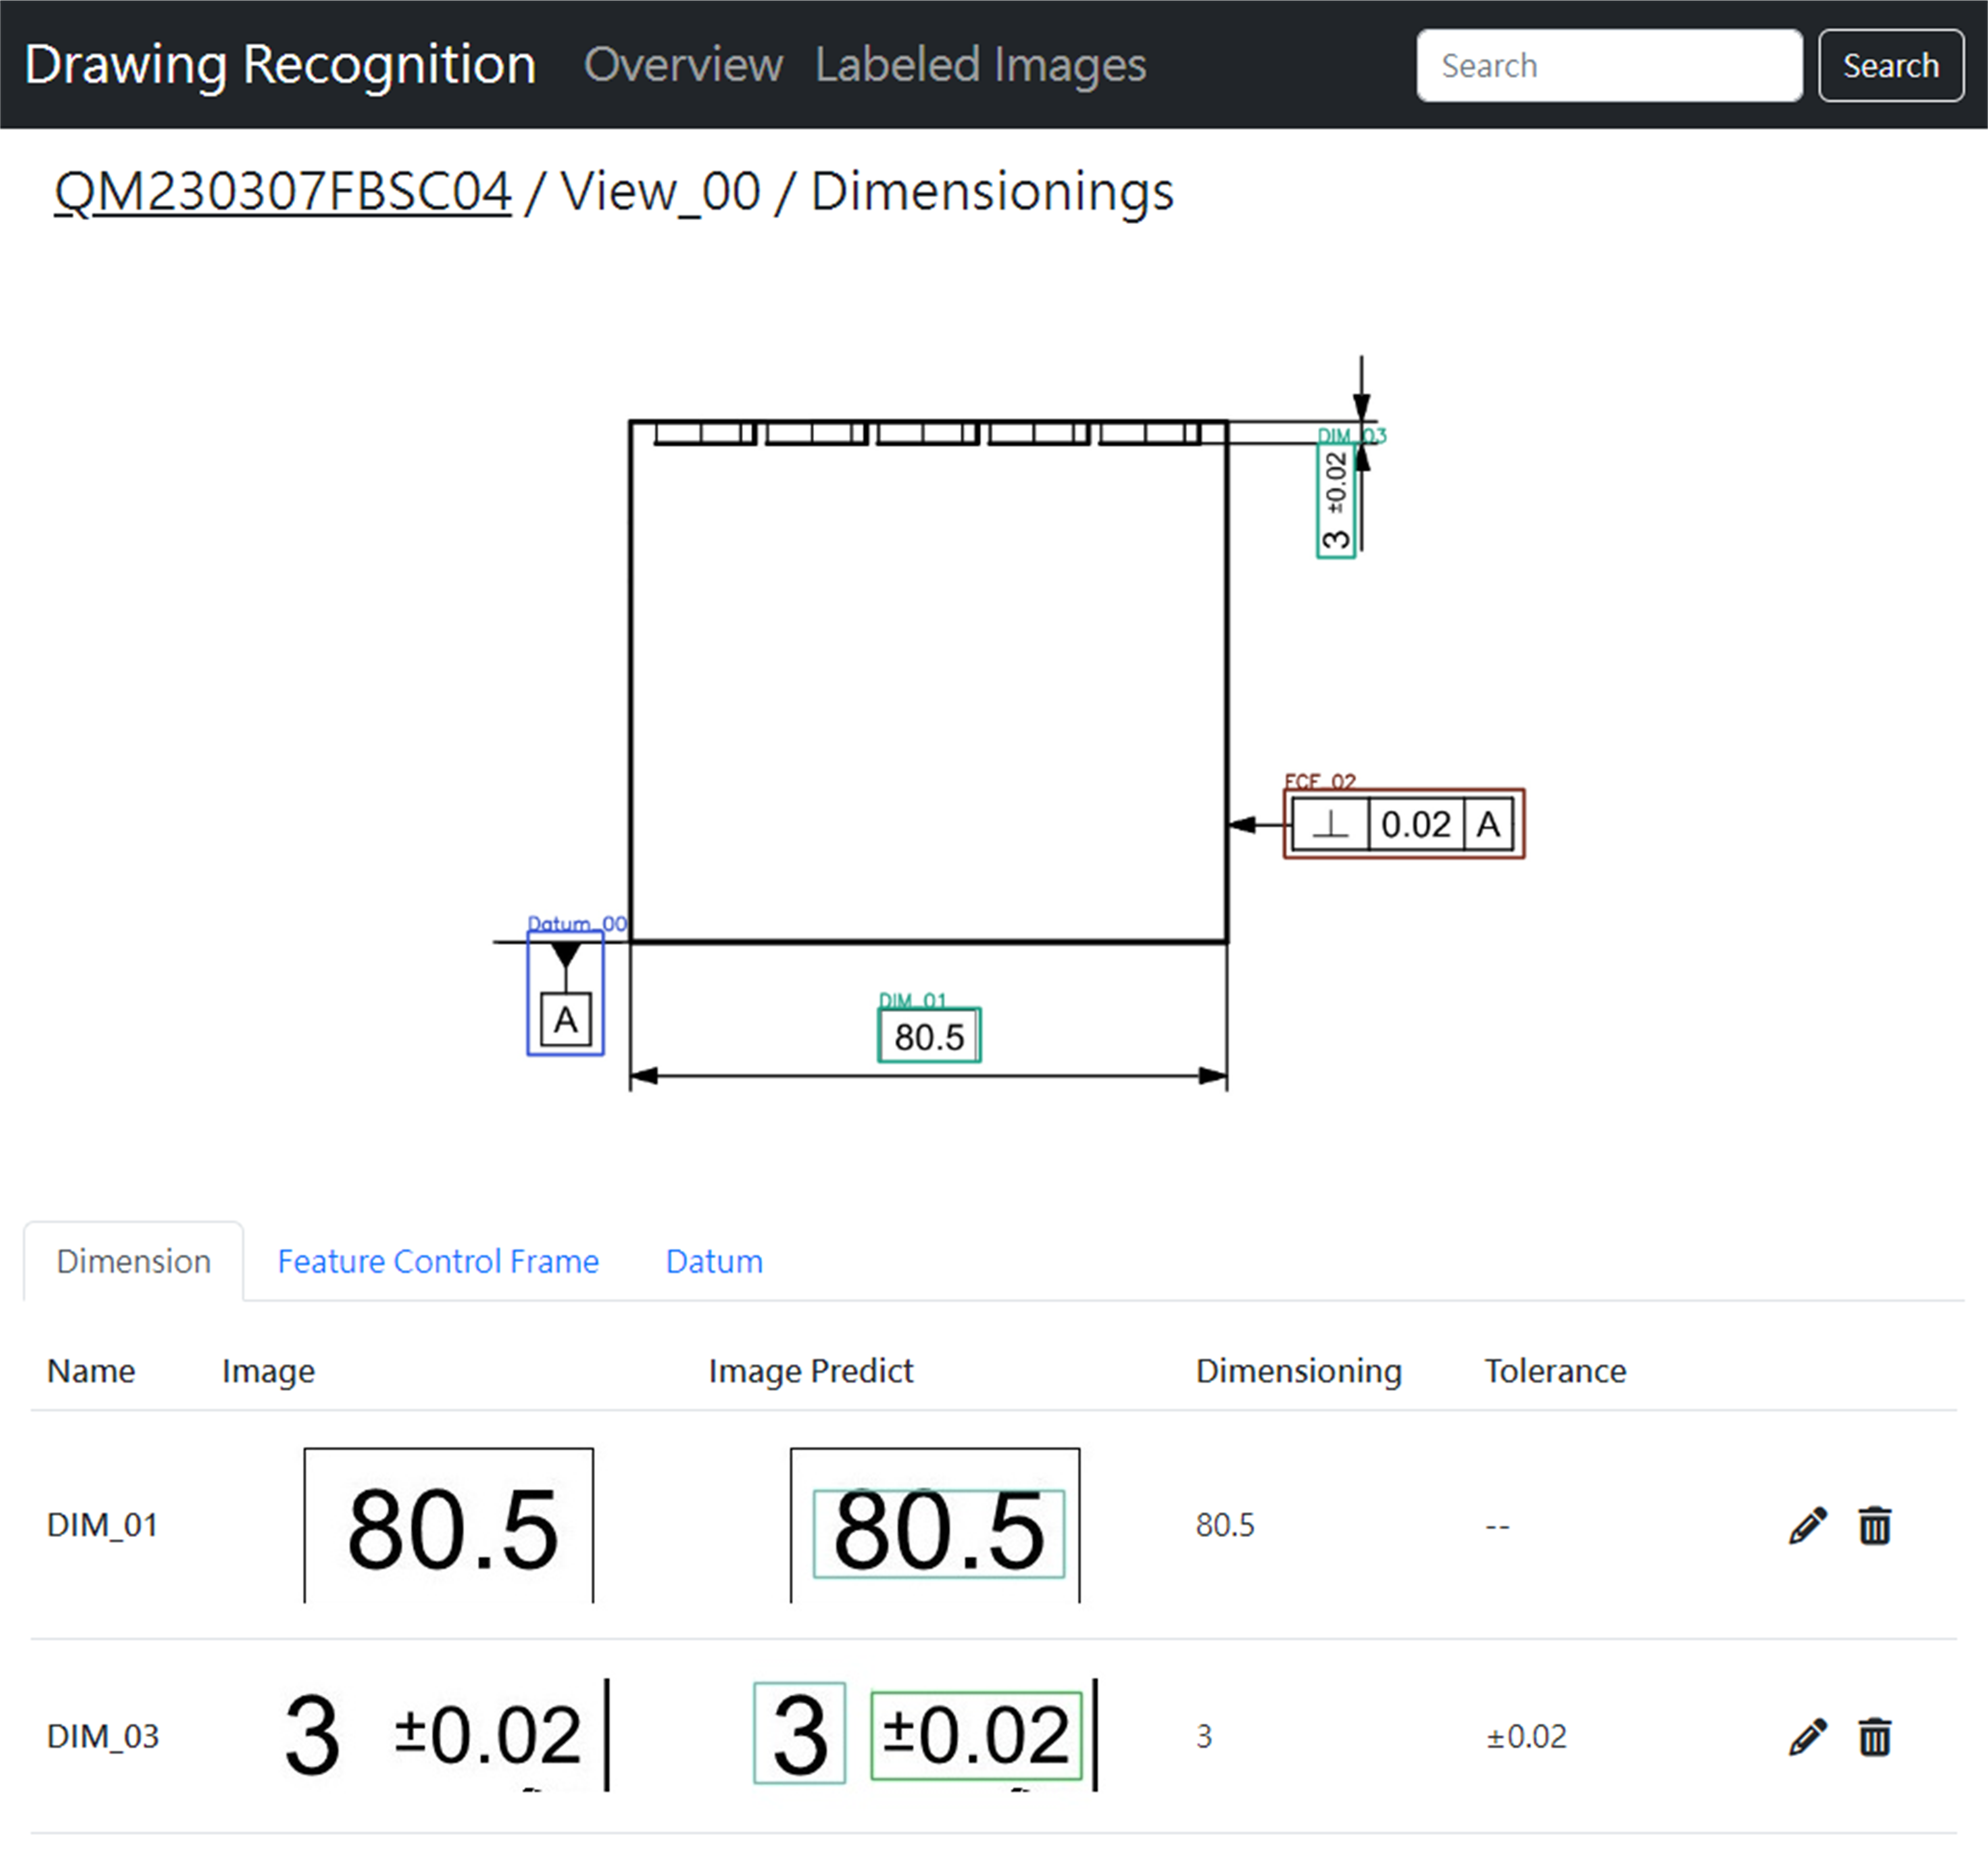 Drawing Recognition Overview Labeled Images Search Search
QM230307FBSC04 / View_00 / Dimensionings
DIM_03
3 ±0.02
FCF_02
⊥ 0.02 A
Datum_00
A
DIM_01
80.5
Dimension Feature Control Frame Datum
Name Image Image Predict Dimensioning Tolerance
DIM_01 80.5 80.5 80.5 --
DIM_03 3 ±0.02 3 ±0.02 3 ±0.02